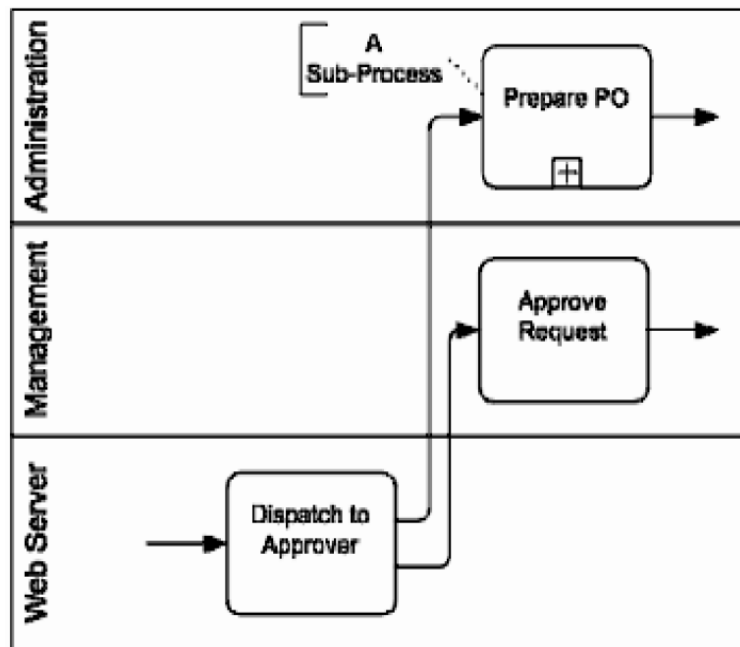 Administration
A
Sub-Process
Prepare PO
Management
Approve
Request
Web Server
Dispatch to
Approver